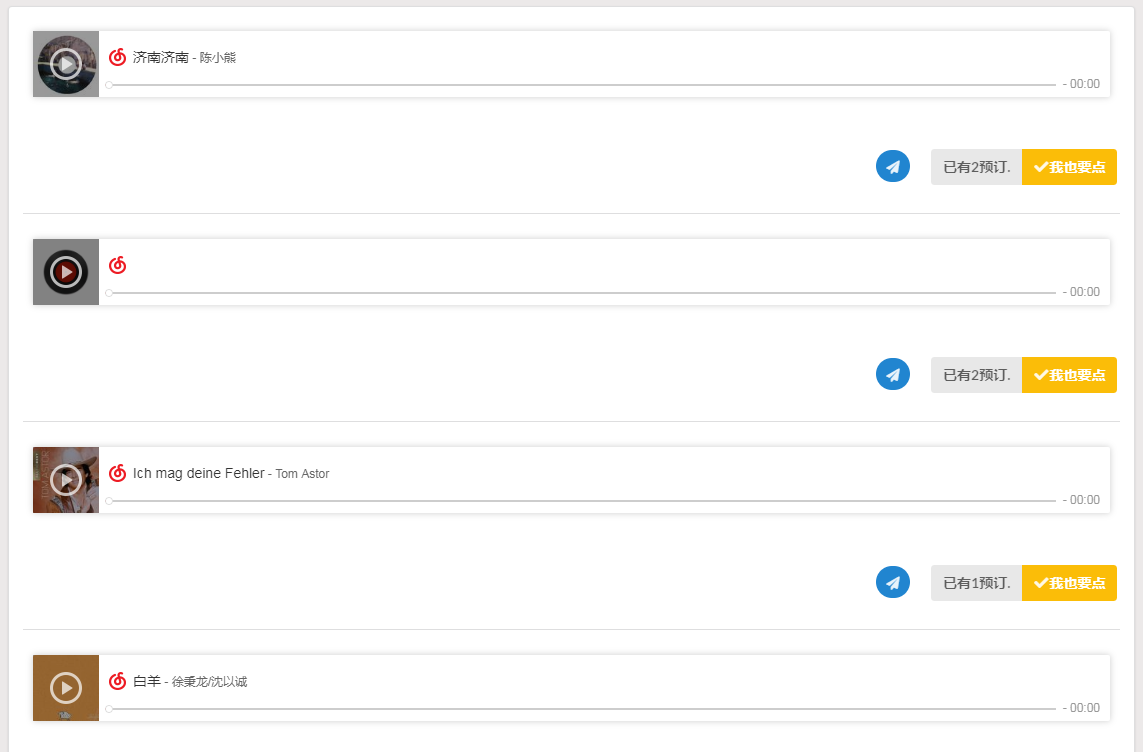 济南济南 - 陈小熊
- 00:00
已有2预订. 我也要点
- 00:00
已有2预订. 我也要点
Ich mag deine Fehler - Tom Astor
- 00:00
已有1预订. 我也要点
白羊 - 徐秉龙/沈以诚
- 00:00